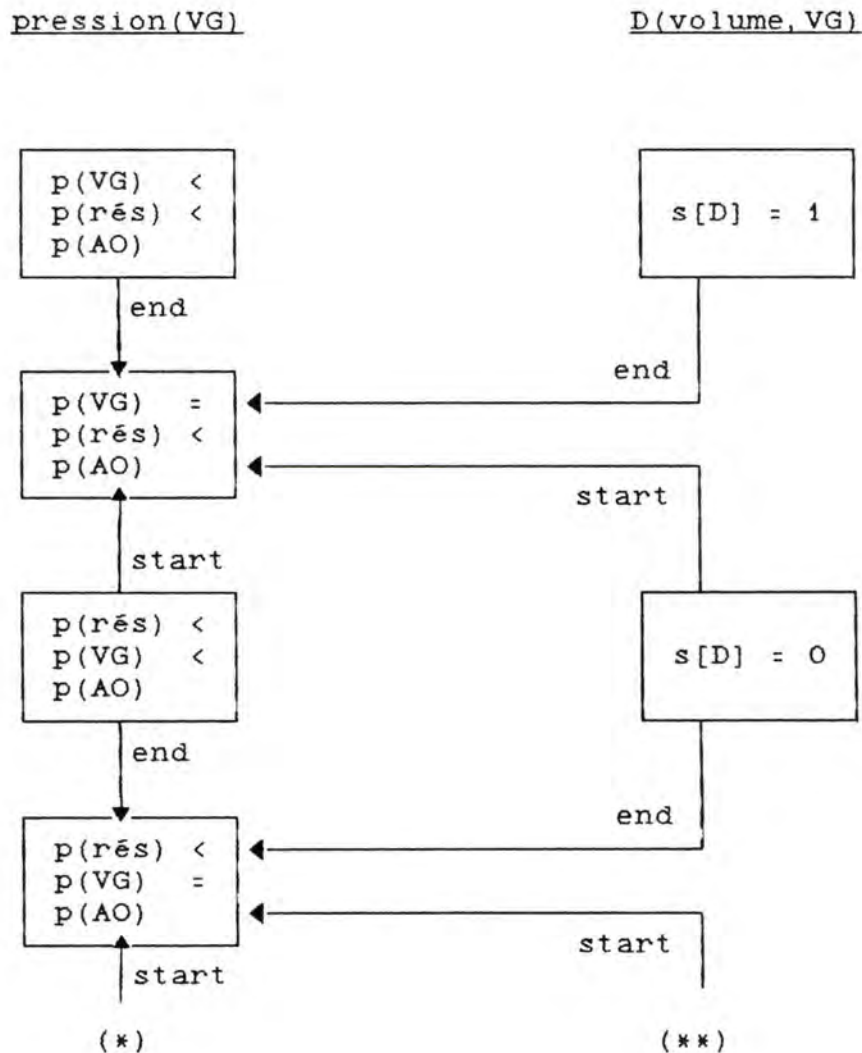 pression(VG)
D(volume,VG)
p(VG) <
p(rés) <
p(AO)
s[D] = 1
end
end
p(VG) =
p(rés) <
p(AO)
start
start
p(rés) <
p(VG) <
p(AO)
s[D] = 0
end
end
p(rés) <
p(VG) =
p(AO)
start
start
(*)
(**)